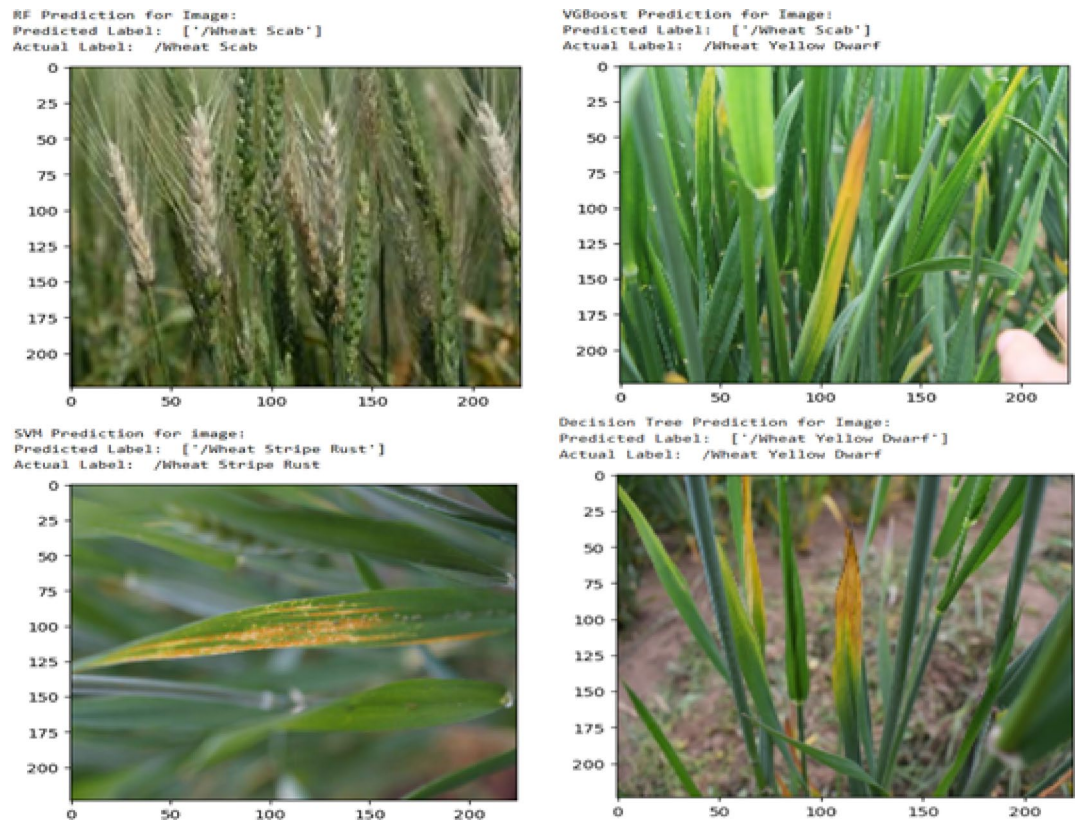 RF Prediction for Image:
Predicted Label: ['/Wheat Scab']
Actual Label: /Wheat Scab
0
25
50
75
100
125
150
175
200
0 50 100 150 200
VGBoost Prediction for Image:
Predicted Label: ['/Wheat Scab']
Actual Label: /Wheat Yellow Dwarf
0
25
50
75
100
125
150
175
200
0 50 100 150 200
SVM Prediction for image:
Predicted Label: ['/Wheat Stripe Rust']
Actual Label: /Wheat Stripe Rust
0
25
50
75
100
125
150
175
200
0 50 100 150 200
Decision Tree Prediction for Image:
Predicted Label: ['/Wheat Yellow Dwarf']
Actual Label: /Wheat Yellow Dwarf
0
25
50
75
100
125
150
175
200
0 50 100 150 200